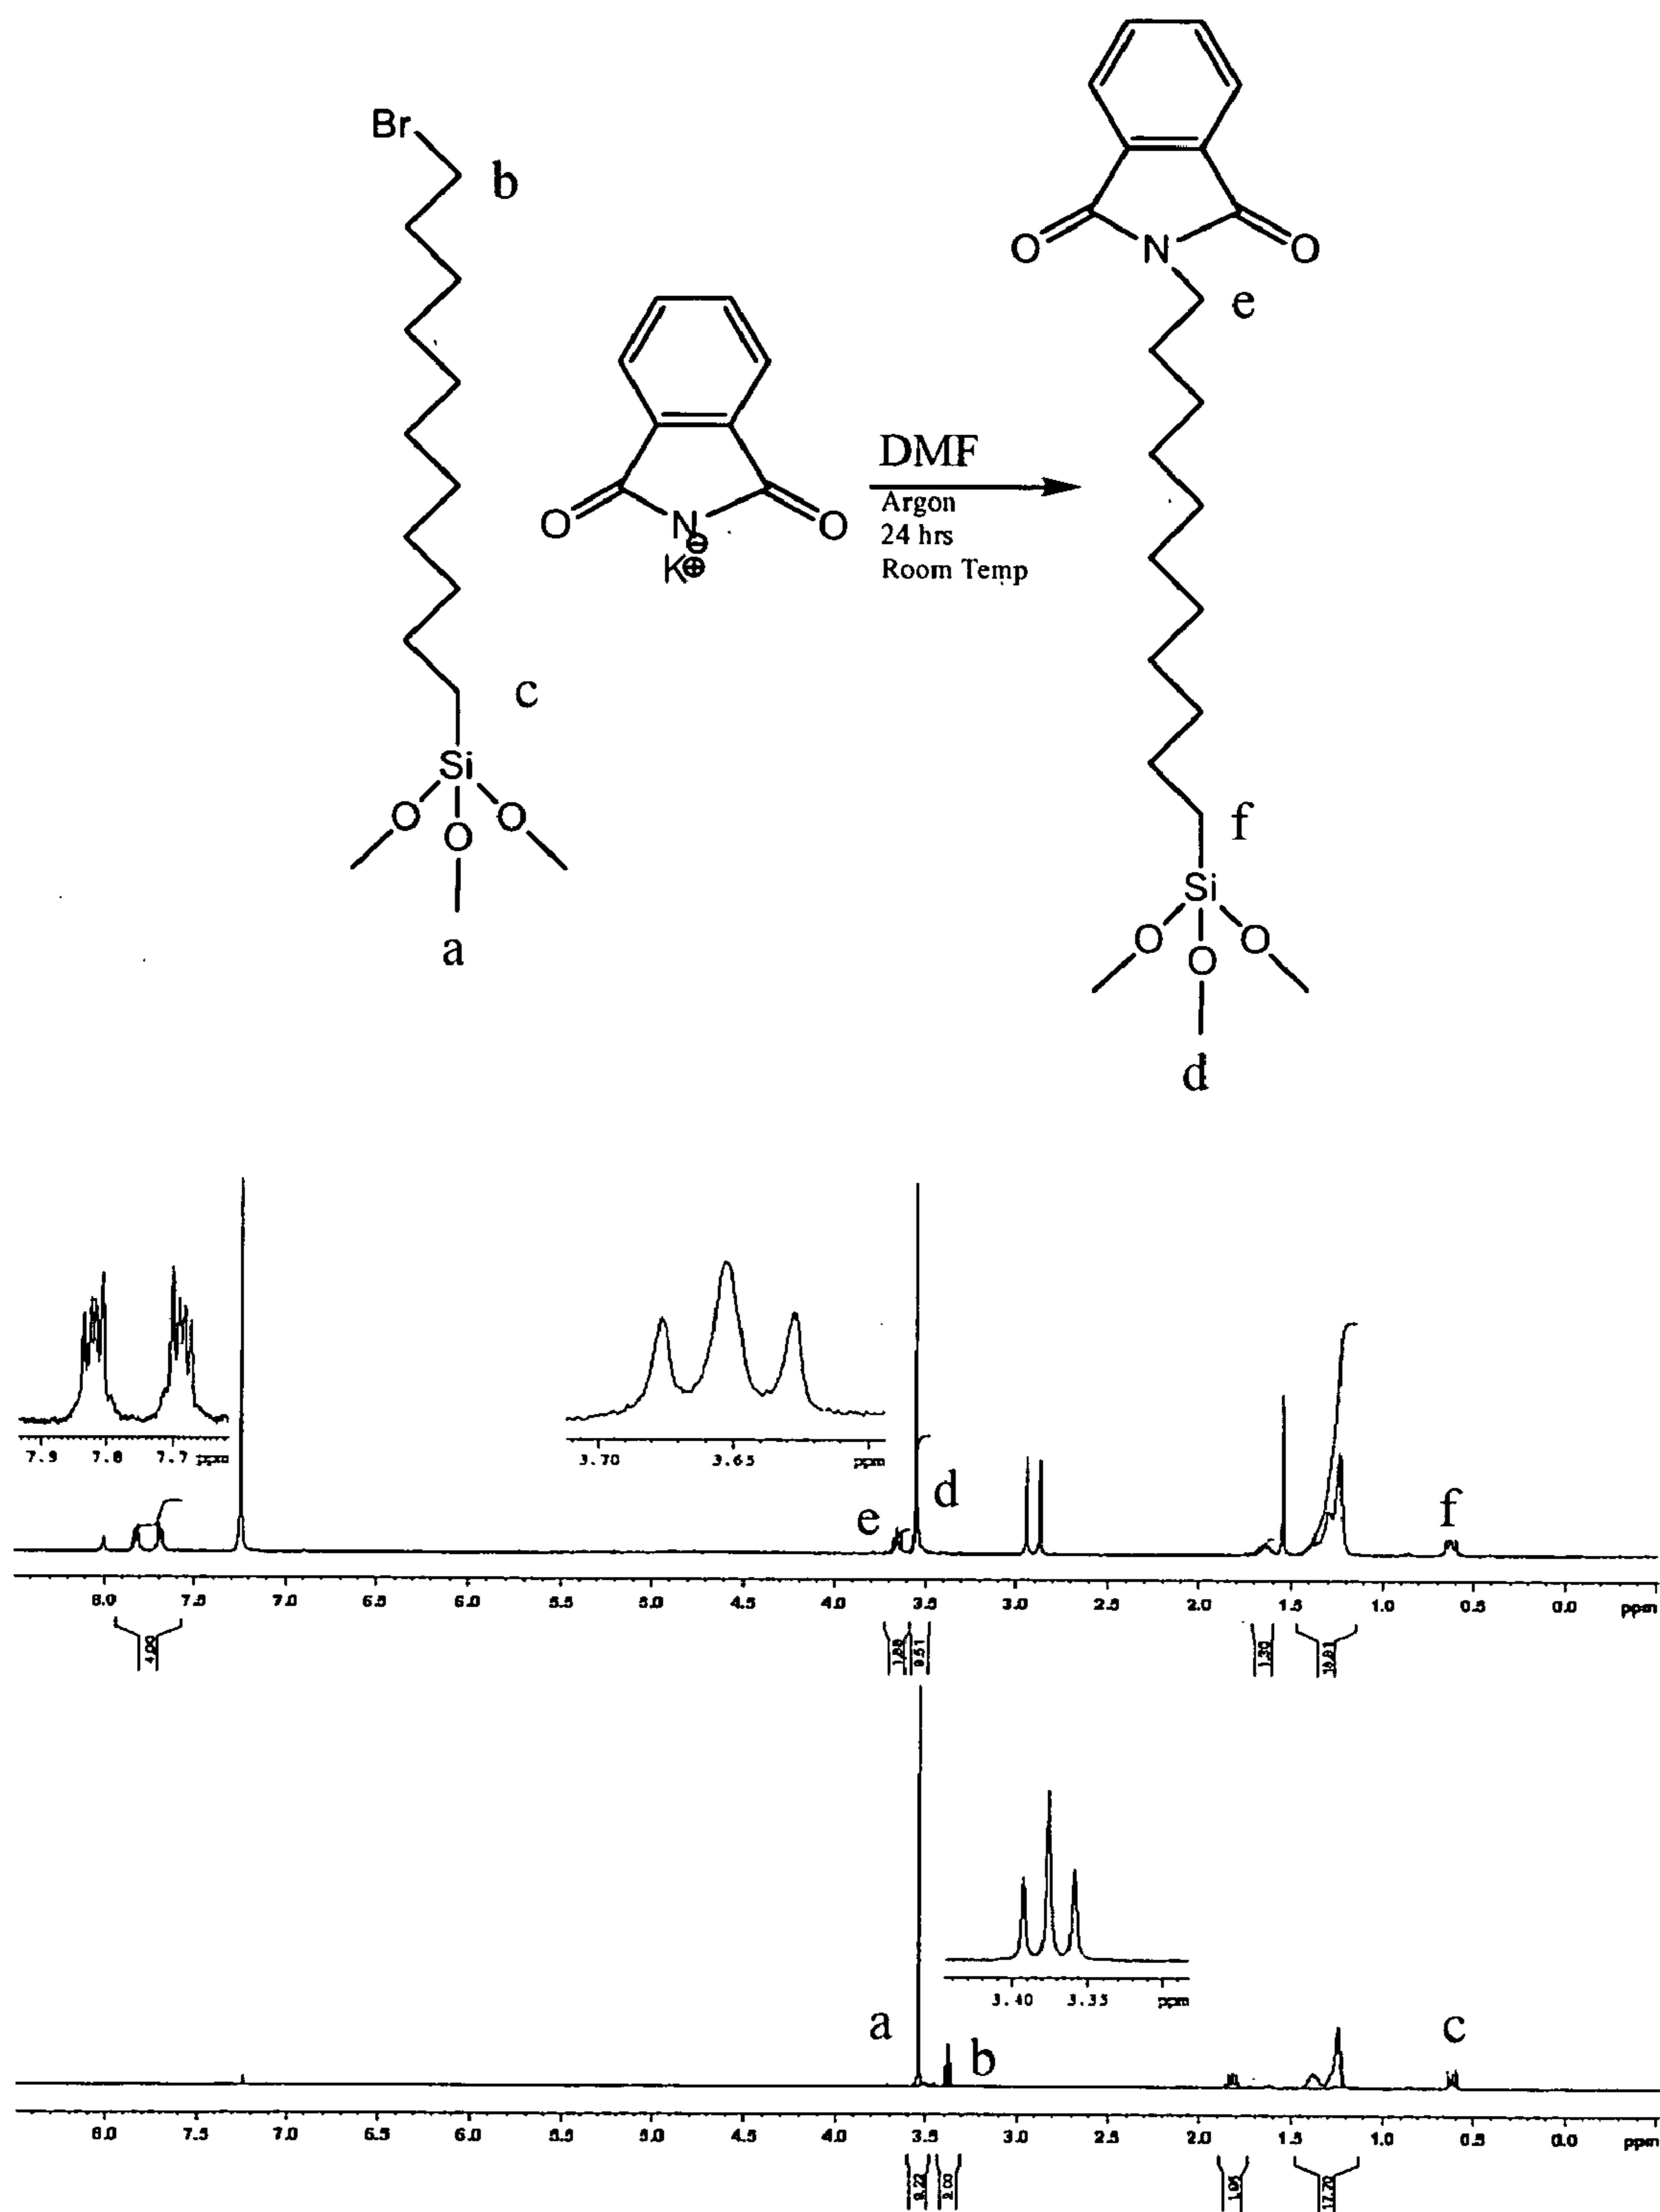 Br
b
O
N
O
e
O
N
⊖
O
K⊕
DMF
Argon
24 hrs
Room Temp
c
Si
O
O
O
a
f
Si
O
O
O
d
7.9 7.8 7.7 ppm
3.70 3.65 ppm
e
d
f
8.0 7.5 7.0 6.5 6.0 5.5 5.0 4.5 4.0 3.5 3.0 2.5 2.0 1.5 1.0 0.5 0.0 ppm
4.00
9.51
1.30
3.40 3.35 ppm
a
b
c
8.0 7.5 7.0 6.5 6.0 5.5 5.0 4.5 4.0 3.5 3.0 2.5 2.0 1.5 1.0 0.5 0.0 ppm
9.22
2.00
17.70